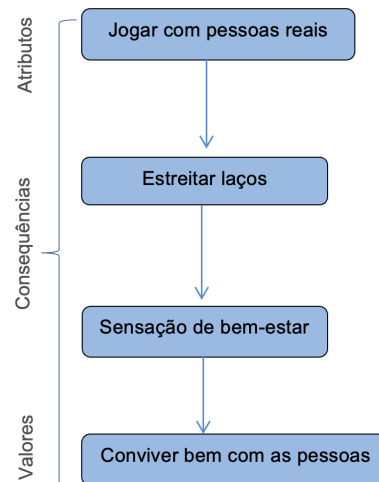 Atributos
Jogar com pessoas reais
Consequências
Estreitar laços
Sensação de bem-estar
Valores
Conviver bem com as pessoas